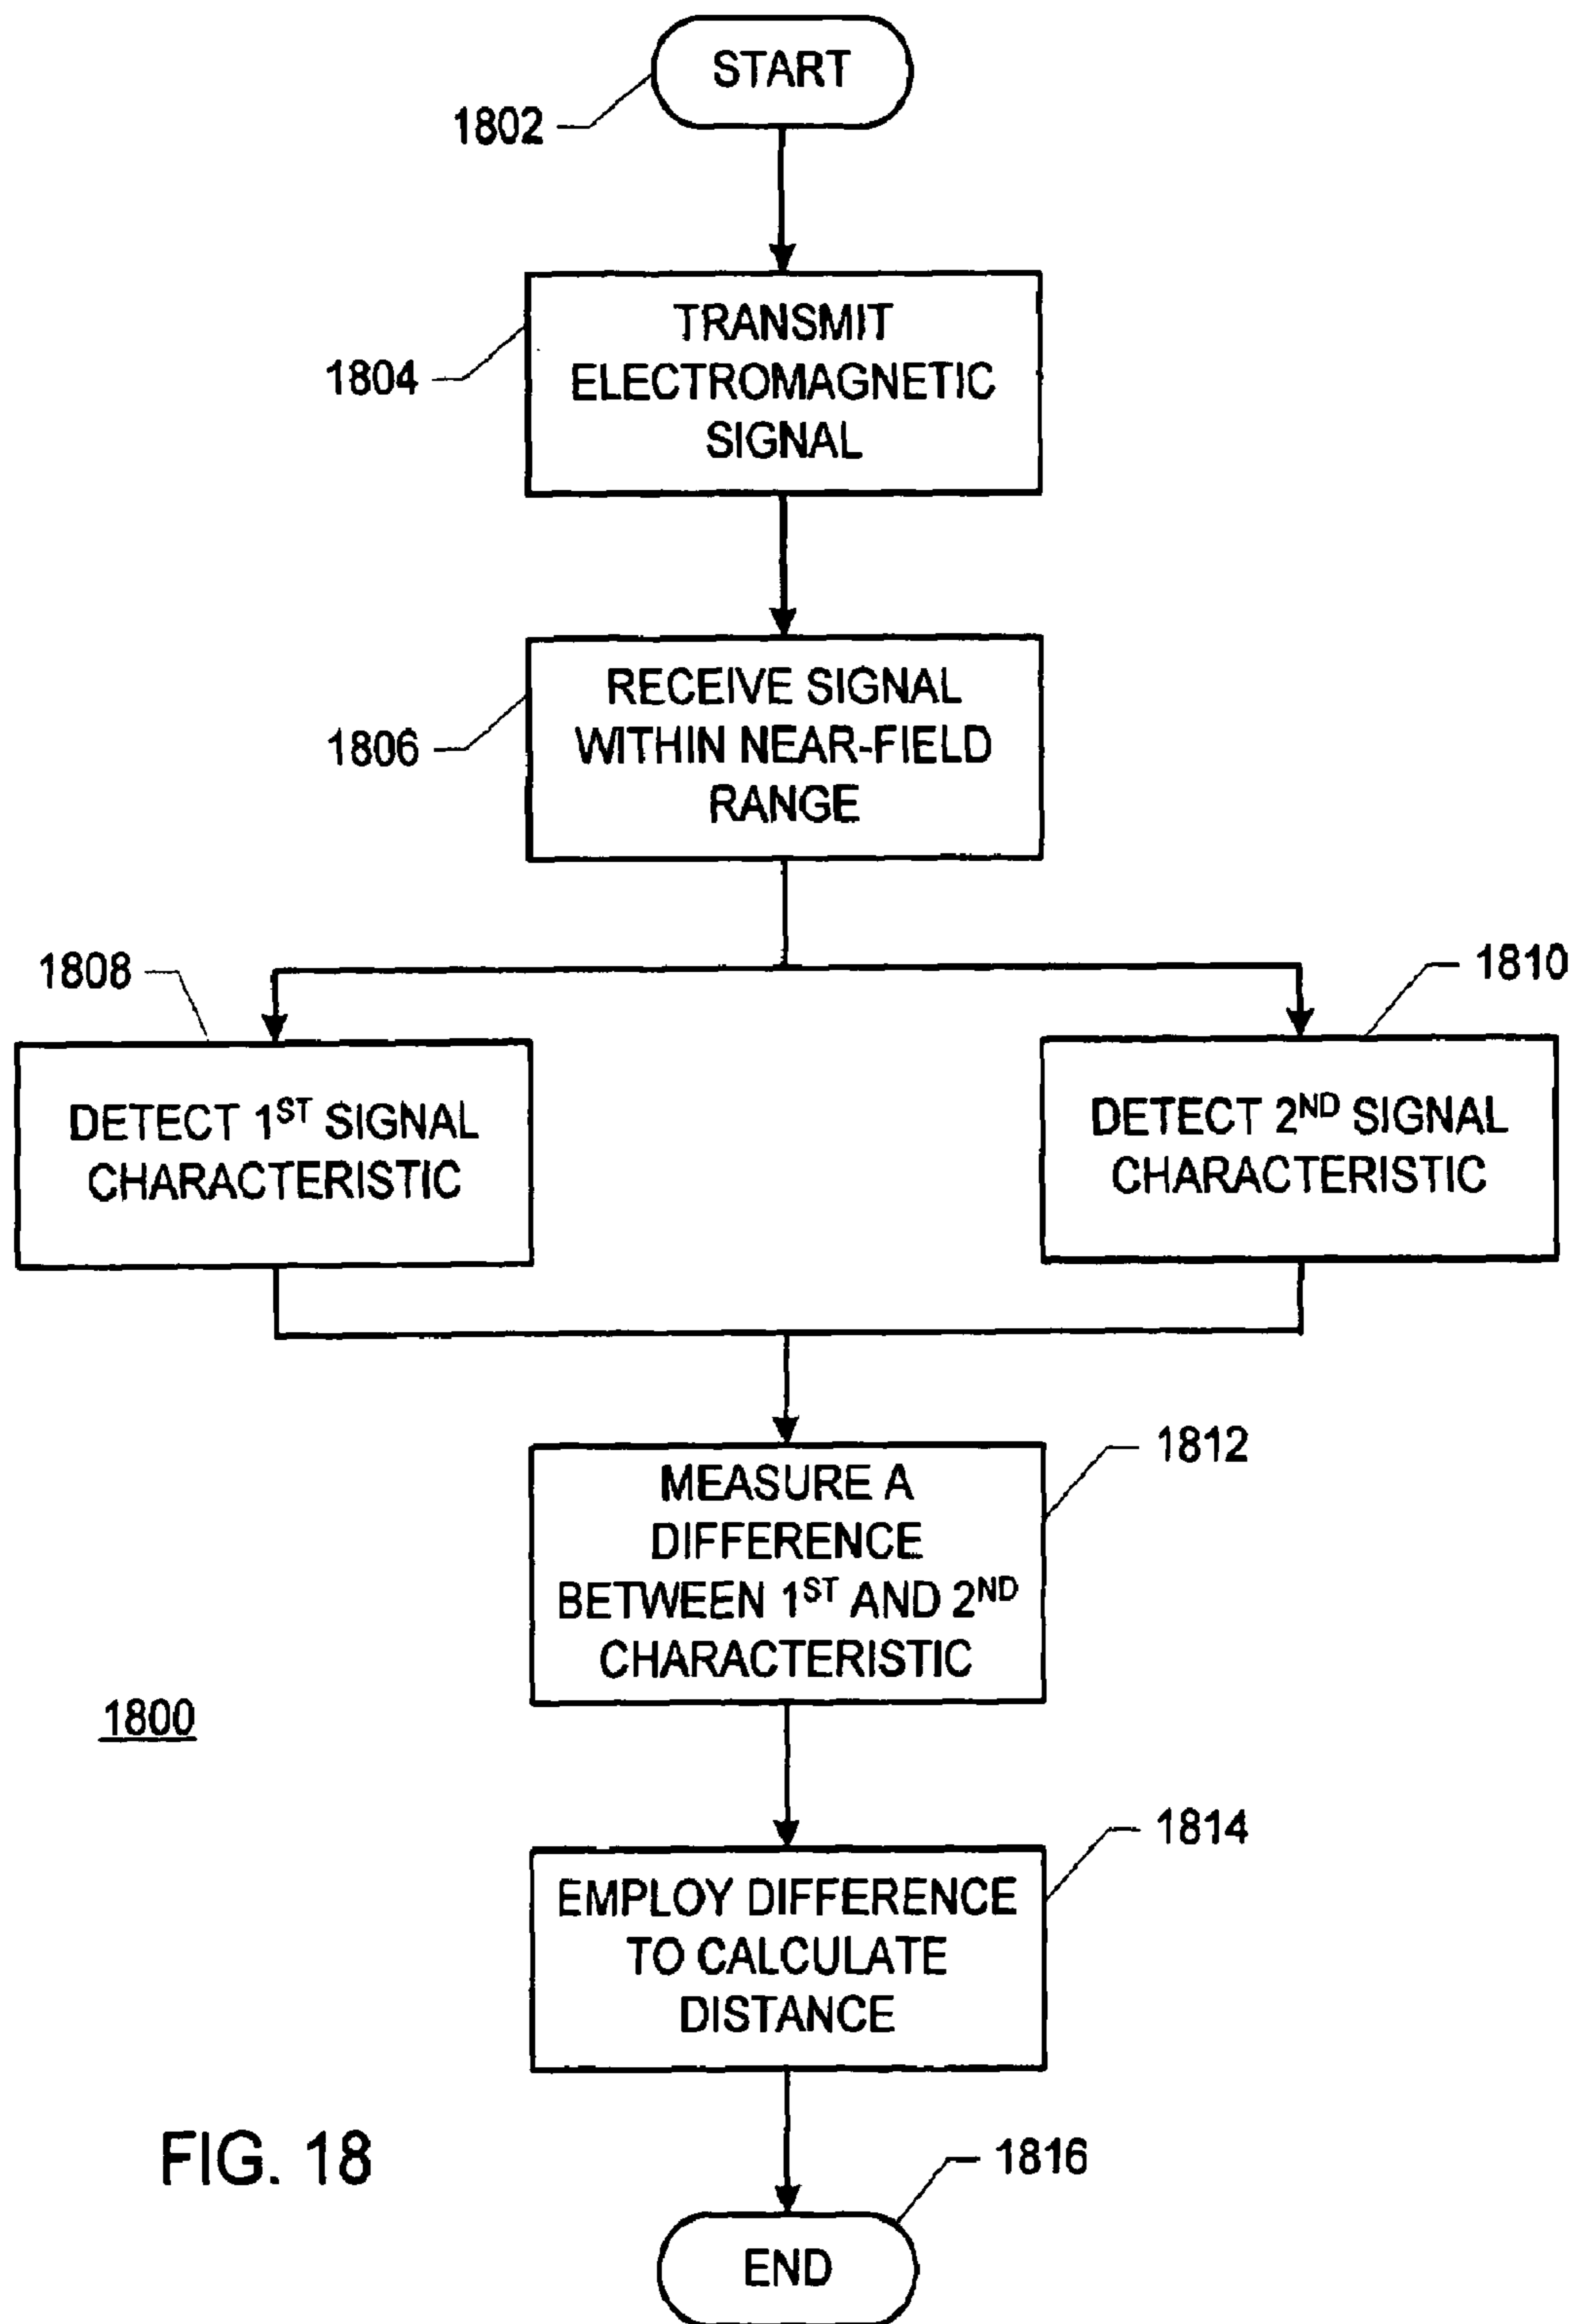 START
1802
TRANSMIT
ELECTROMAGNETIC
SIGNAL
1804
RECEIVE SIGNAL
WITHIN NEAR-FIELD
RANGE
1806
1808
1810
DETECT 1ST SIGNAL
CHARACTERISTIC
DETECT 2ND SIGNAL
CHARACTERISTIC
1812
MEASURE A
DIFFERENCE
BETWEEN 1ST AND 2ND
CHARACTERISTIC
1800
1814
EMPLOY DIFFERENCE
TO CALCULATE
DISTANCE
FIG. 18
1816
END